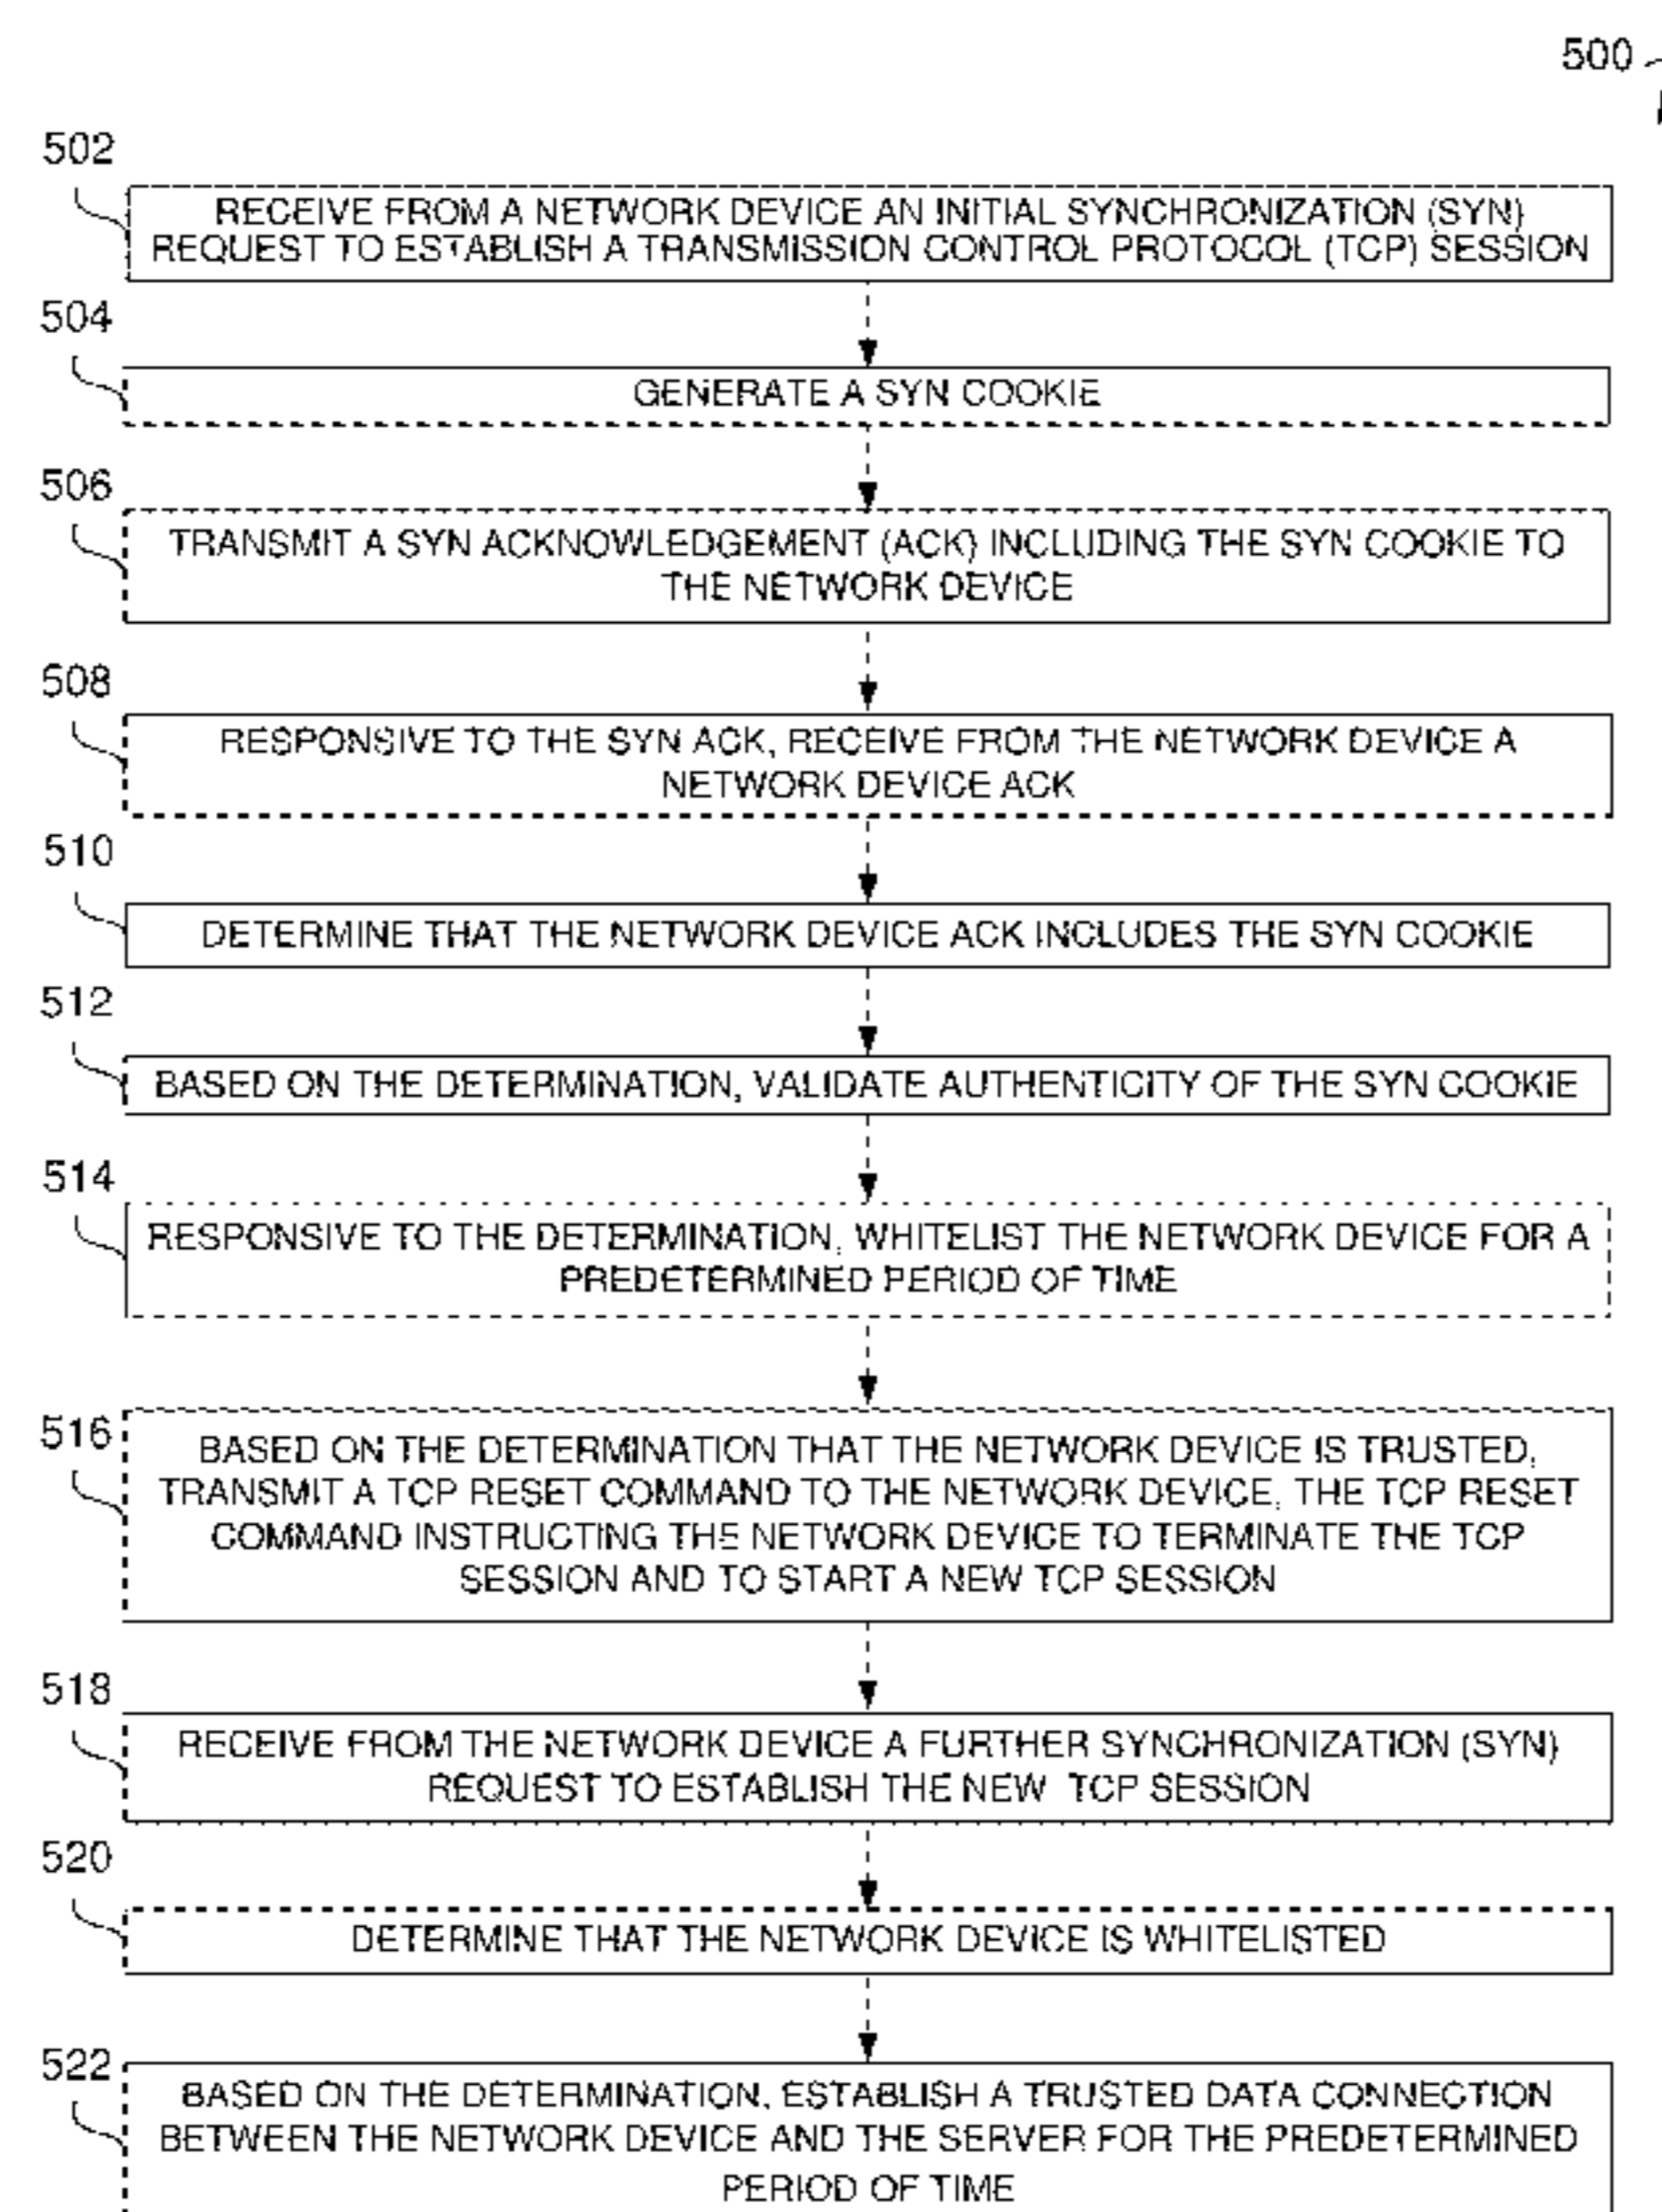 500
502
RECEIVE FROM A NETWORK DEVICE AN INITIAL SYNCHRONIZATION (SYN)
REQUEST TO ESTABLISH A TRANSMISSION CONTROL PROTOCOL (TCP) SESSION
504
GENERATE A SYN COOKIE
506
TRANSMIT A SYN ACKNOWLEDGEMENT (ACK) INCLUDING THE SYN COOKIE TO
THE NETWORK DEVICE
508
RESPONSIVE TO THE SYN ACK, RECEIVE FROM THE NETWORK DEVICE A
NETWORK DEVICE ACK
510
DETERMINE THAT THE NETWORK DEVICE ACK INCLUDES THE SYN COOKIE
512
BASED ON THE DETERMINATION, VALIDATE AUTHENTICITY OF THE SYN COOKIE
514
RESPONSIVE TO THE DETERMINATION, WHITELIST THE NETWORK DEVICE FOR A
PREDETERMINED PERIOD OF TIME
516
BASED ON THE DETERMINATION THAT THE NETWORK DEVICE IS TRUSTED,
TRANSMIT A TCP RESET COMMAND TO THE NETWORK DEVICE, THE TCP RESET
COMMAND INSTRUCTING THE NETWORK DEVICE TO TERMINATE THE TCP
SESSION AND TO START A NEW TCP SESSION
518
RECEIVE FROM THE NETWORK DEVICE A FURTHER SYNCHRONIZATION (SYN)
REQUEST TO ESTABLISH THE NEW TCP SESSION
520
DETERMINE THAT THE NETWORK DEVICE IS WHITELISTED
522
BASED ON THE DETERMINATION, ESTABLISH A TRUSTED DATA CONNECTION
BETWEEN THE NETWORK DEVICE AND THE SERVER FOR THE PREDETERMINED
PERIOD OF TIME